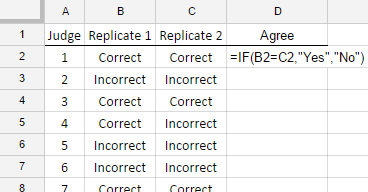 A B C D
1 Judge Replicate 1 Replicate 2 Agree
2 1 Correct Correct =IF(B2=C2,"Yes","No")
3 2 Incorrect Incorrect
4 3 Correct Correct
5 4 Correct Incorrect
6 5 Incorrect Incorrect
7 6 Incorrect Incorrect
8 7 Correct Correct